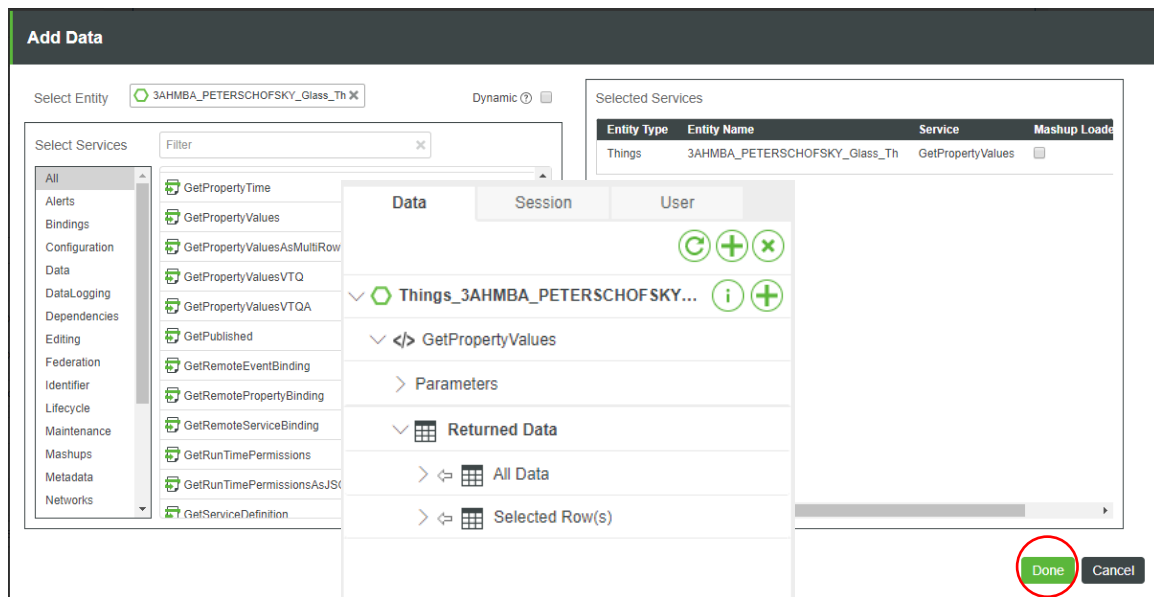 Add Data
Select Entity
3AHMBA_PETERSCHOFSKY_Glass_Th
Dynamic
Select Services
Filter
All
Alerts
Bindings
Configuration
Data
DataLogging
Dependencies
Editing
Federation
Identifier
Lifecycle
Maintenance
Mashups
Metadata
Networks
GetPropertyTime
GetPropertyValues
GetPropertyValuesAsMultiRow
GetPropertyValuesVTQ
GetPropertyValuesVTQA
GetPublished
GetRemoteEventBinding
GetRemotePropertyBinding
GetRemoteServiceBinding
GetRunTimePermissions
GetRunTimePermissionsAsJSO
GetServiceDefinition
Data Session User
Things_3AHMBA_PETERSCHOFSKY...
</> GetPropertyValues
Parameters
Returned Data
All Data
Selected Row(s)
Selected Services
Entity Type Entity Name Service Mashup Loade
Things 3AHMBA_PETERSCHOFSKY_Glass_Th GetPropertyValues
Done Cancel